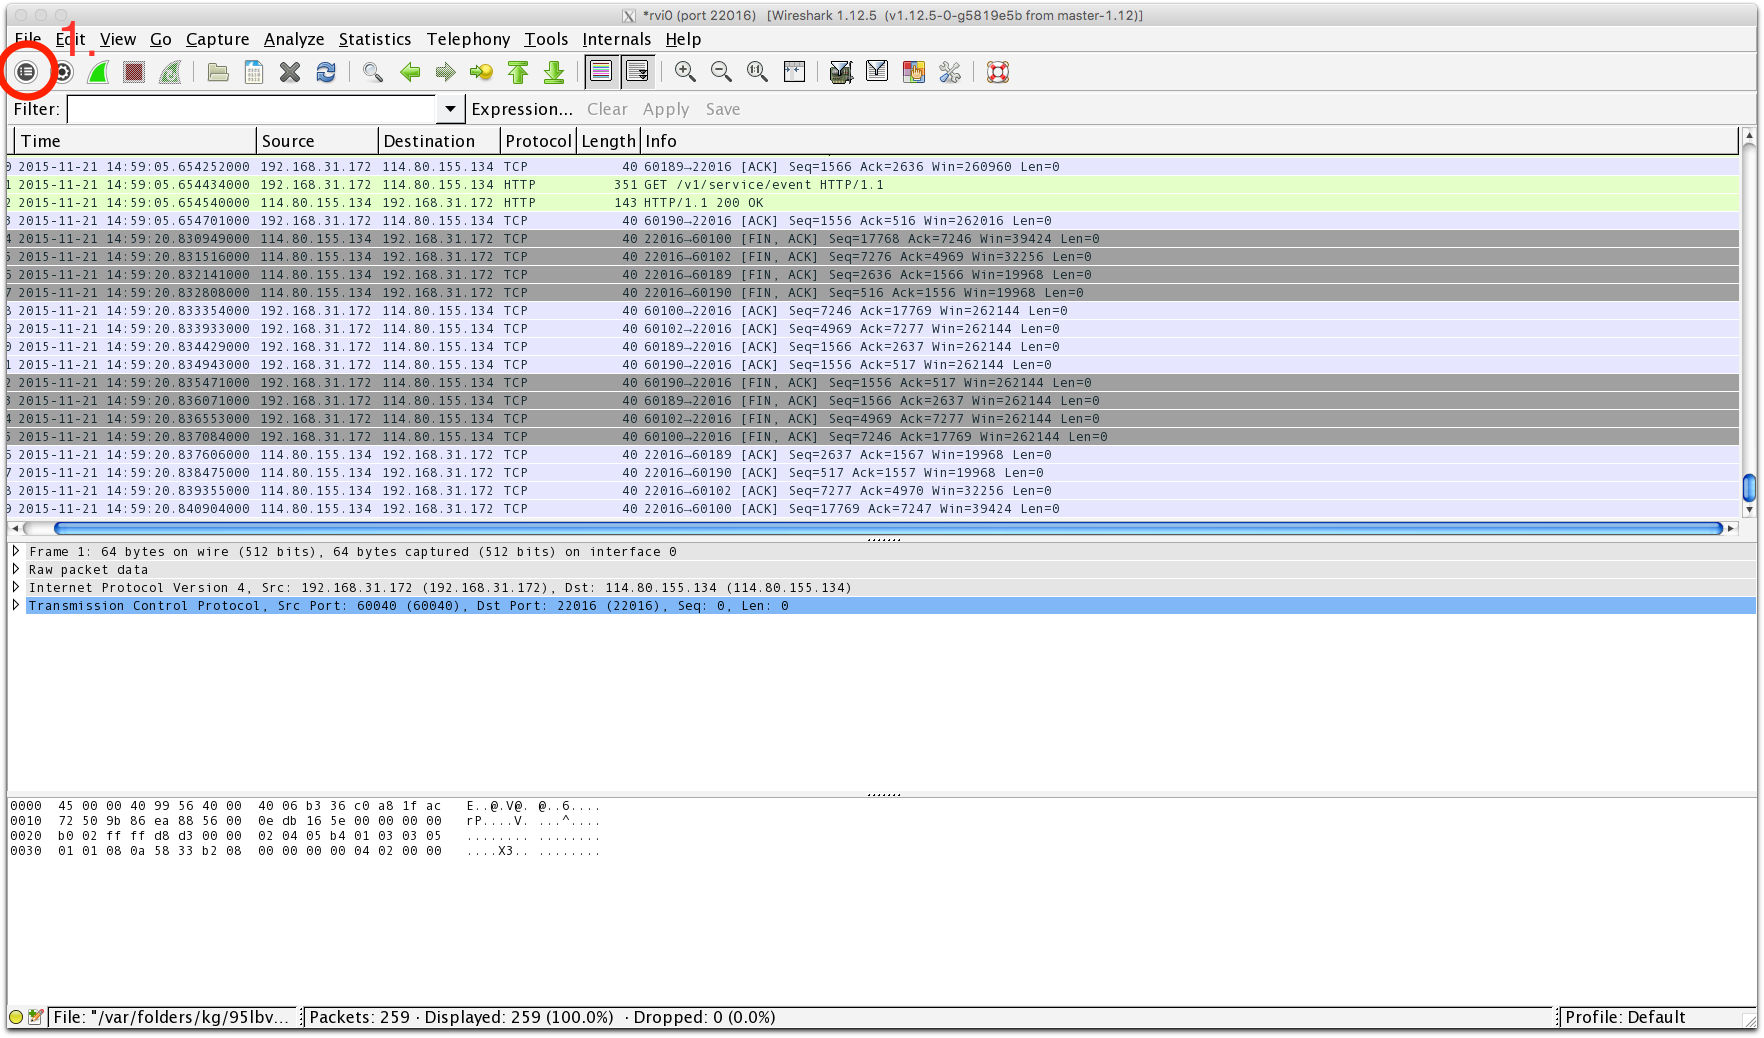 *rvi0 (port 22016) [Wireshark 1.12.5 (v1.12.5-0-g5819e5b from master-1.12)]
1.
File Edit View Go Capture Analyze Statistics Telephony Tools Internals Help
Filter: Expression... Clear Apply Save
Time Source Destination Protocol Length Info
0 2015-11-21 14:59:05.654252000 192.168.31.172 114.80.155.134 TCP 40 60189→22016 [ACK] Seq=1566 Ack=2636 Win=260960 Len=0
1 2015-11-21 14:59:05.654434000 192.168.31.172 114.80.155.134 HTTP 351 GET /v1/service/event HTTP/1.1
2 2015-11-21 14:59:05.654540000 114.80.155.134 192.168.31.172 HTTP 143 HTTP/1.1 200 OK
3 2015-11-21 14:59:05.654701000 192.168.31.172 114.80.155.134 TCP 40 60190→22016 [ACK] Seq=1556 Ack=516 Win=262016 Len=0
4 2015-11-21 14:59:20.830949000 114.80.155.134 192.168.31.172 TCP 40 22016→60100 [FIN, ACK] Seq=17768 Ack=7246 Win=39424 Len=0
5 2015-11-21 14:59:20.831516000 114.80.155.134 192.168.31.172 TCP 40 22016→60102 [FIN, ACK] Seq=7276 Ack=4969 Win=32256 Len=0
6 2015-11-21 14:59:20.832141000 114.80.155.134 192.168.31.172 TCP 40 22016→60189 [FIN, ACK] Seq=2636 Ack=1566 Win=19968 Len=0
7 2015-11-21 14:59:20.832808000 114.80.155.134 192.168.31.172 TCP 40 22016→60190 [FIN, ACK] Seq=516 Ack=1556 Win=19968 Len=0
8 2015-11-21 14:59:20.833354000 192.168.31.172 114.80.155.134 TCP 40 60100→22016 [ACK] Seq=7246 Ack=17769 Win=262144 Len=0
9 2015-11-21 14:59:20.833933000 192.168.31.172 114.80.155.134 TCP 40 60102→22016 [ACK] Seq=4969 Ack=7277 Win=262144 Len=0
0 2015-11-21 14:59:20.834429000 192.168.31.172 114.80.155.134 TCP 40 60189→22016 [ACK] Seq=1566 Ack=2637 Win=262144 Len=0
1 2015-11-21 14:59:20.834943000 192.168.31.172 114.80.155.134 TCP 40 60190→22016 [ACK] Seq=1556 Ack=517 Win=262144 Len=0
2 2015-11-21 14:59:20.835471000 192.168.31.172 114.80.155.134 TCP 40 60190→22016 [FIN, ACK] Seq=1556 Ack=517 Win=262144 Len=0
3 2015-11-21 14:59:20.836071000 192.168.31.172 114.80.155.134 TCP 40 60189→22016 [FIN, ACK] Seq=1566 Ack=2637 Win=262144 Len=0
4 2015-11-21 14:59:20.836553000 192.168.31.172 114.80.155.134 TCP 40 60102→22016 [FIN, ACK] Seq=4969 Ack=7277 Win=262144 Len=0
5 2015-11-21 14:59:20.837084000 192.168.31.172 114.80.155.134 TCP 40 60100→22016 [FIN, ACK] Seq=7246 Ack=17769 Win=262144 Len=0
6 2015-11-21 14:59:20.837606000 114.80.155.134 192.168.31.172 TCP 40 22016→60189 [ACK] Seq=2637 Ack=1567 Win=19968 Len=0
7 2015-11-21 14:59:20.838475000 114.80.155.134 192.168.31.172 TCP 40 22016→60190 [ACK] Seq=517 Ack=1557 Win=19968 Len=0
8 2015-11-21 14:59:20.839355000 114.80.155.134 192.168.31.172 TCP 40 22016→60102 [ACK] Seq=7277 Ack=4970 Win=32256 Len=0
9 2015-11-21 14:59:20.840904000 114.80.155.134 192.168.31.172 TCP 40 22016→60100 [ACK] Seq=17769 Ack=7247 Win=39424 Len=0
Frame 1: 64 bytes on wire (512 bits), 64 bytes captured (512 bits) on interface 0
Raw packet data
Internet Protocol Version 4, Src: 192.168.31.172 (192.168.31.172), Dst: 114.80.155.134 (114.80.155.134)
Transmission Control Protocol, Src Port: 60040 (60040), Dst Port: 22016 (22016), Seq: 0, Len: 0
0000 45 00 00 40 99 56 40 00 40 06 b3 36 c0 a8 1f ac E..@.V@. @..6....
0010 72 50 9b 86 ea 88 56 00 0e db 16 5e 00 00 00 00 rP....V. ...^....
0020 b0 02 ff ff d8 d3 00 00 02 04 05 b4 01 03 03 05 ........ ........
0030 01 01 08 0a 58 33 b2 08 00 00 00 00 04 02 00 00 ....X3.. ........
File: "/var/folders/kg/95lbv... Packets: 259 · Displayed: 259 (100.0%) · Dropped: 0 (0.0%) Profile: Default